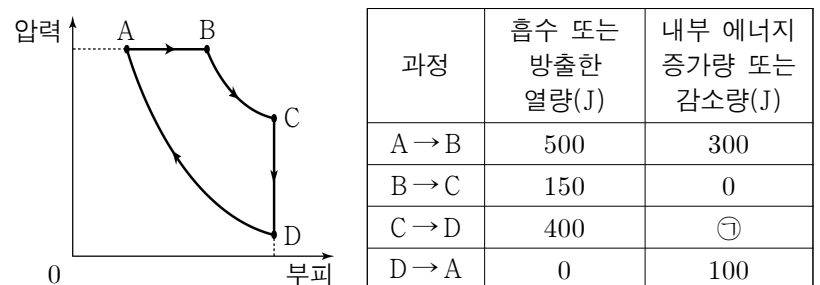 압력
A
B
C
D
0
부피
과정
흡수 또는
방출한
열량(J)
내부 에너지
증가량 또는
감소량(J)
A→B 500 300
B→C 150 0
C→D 400 ㉠
D→A 0 100